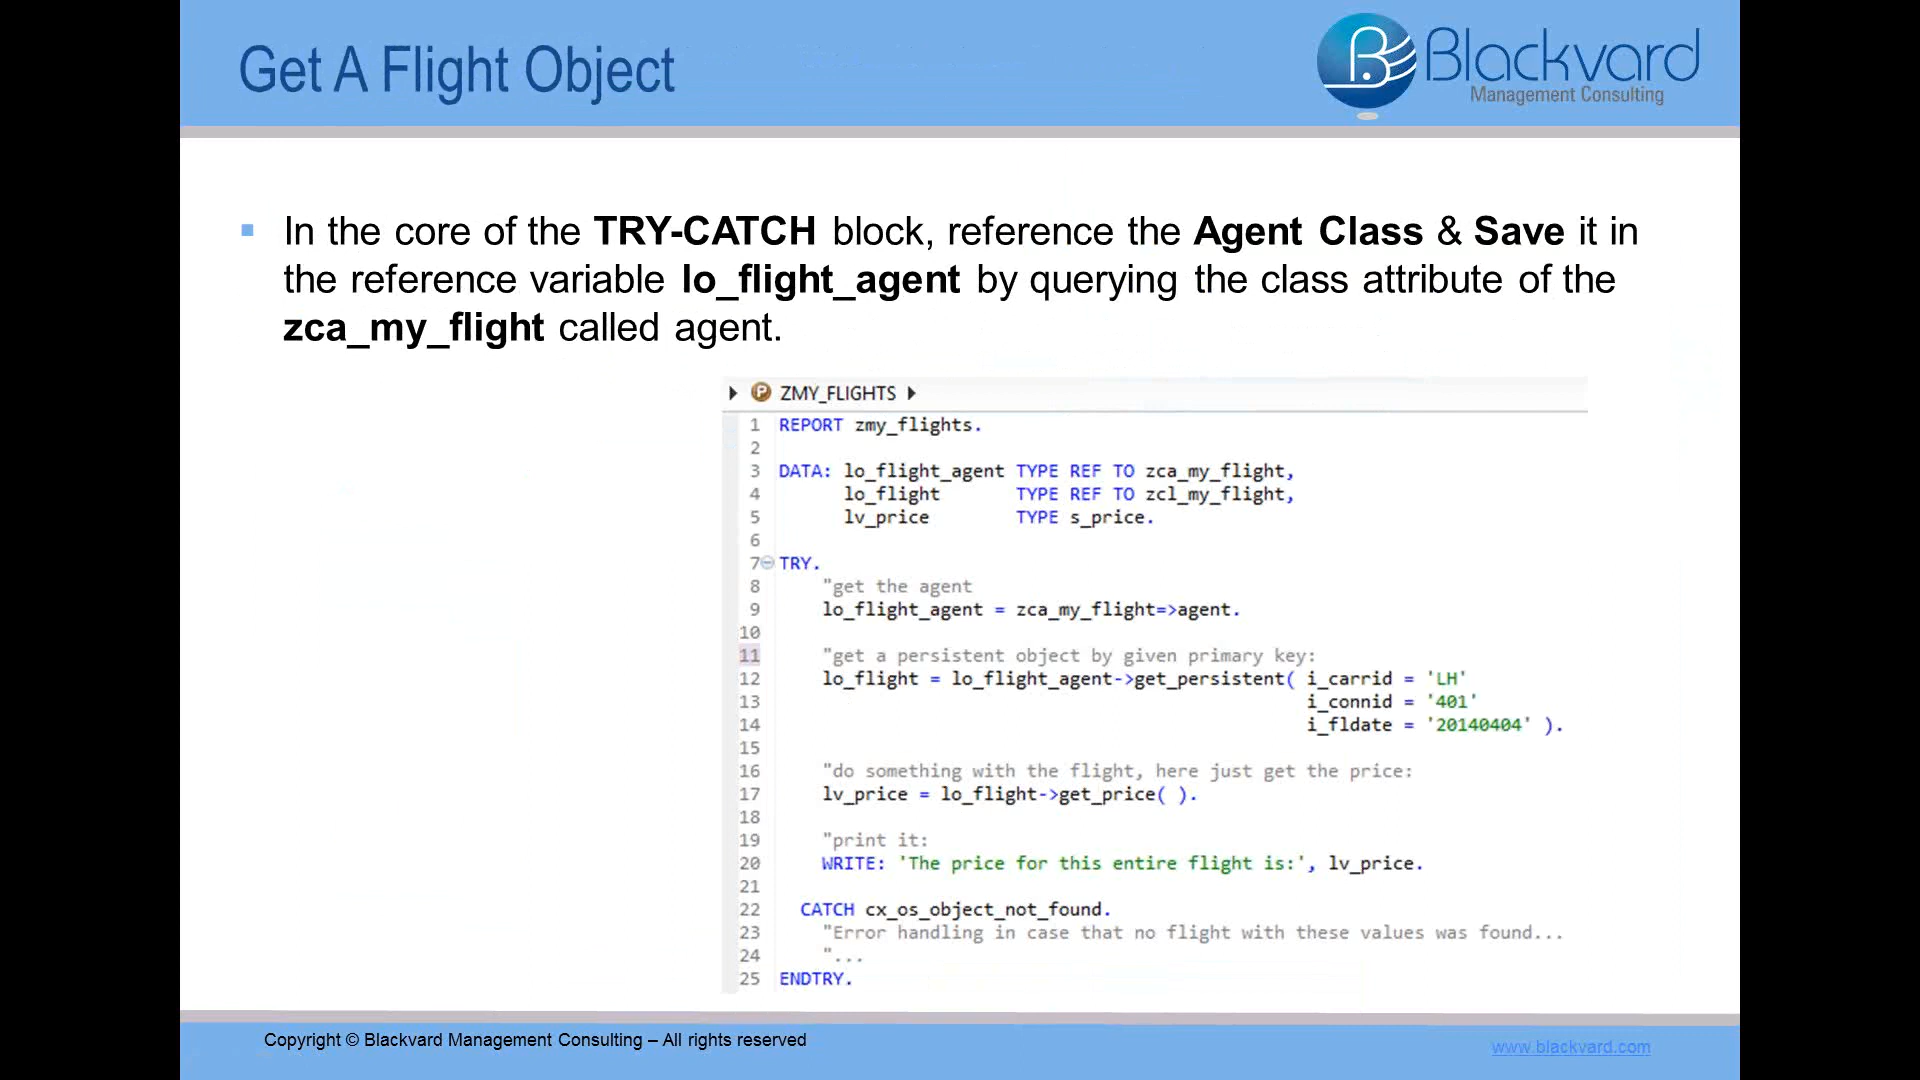 Get A Flight Object
Blackvard
Management Consulting
In the core of the TRY-CATCH block, reference the Agent Class & Save it in
the reference variable lo_flight_agent by querying the class attribute of the
zca_my_flight called agent.
P ZMY_FLIGHTS
1 REPORT zmy_flights.
2
3 DATA: lo_flight_agent TYPE REF TO zca_my_flight,
4 lo_flight TYPE REF TO zcl_my_flight,
5 lv_price TYPE s_price.
6
7 TRY.
8 "get the agent
9 lo_flight_agent = zca_my_flight=>agent.
10
11 "get a persistent object by given primary key:
12 lo_flight = lo_flight_agent->get_persistent( i_carrid = 'LH'
13 i_connid = '401'
14 i_fldate = '20140404' ).
15
16 "do something with the flight, here just get the price:
17 lv_price = lo_flight->get_price( ).
18
19 "print it:
20 WRITE: 'The price for this entire flight is:', lv_price.
21
22 CATCH cx_os_object_not_found.
23 "Error handling in case that no flight with these values was found...
24 "...
25 ENDTRY.
Copyright © Blackvard Management Consulting – All rights reserved
www.blackvard.com